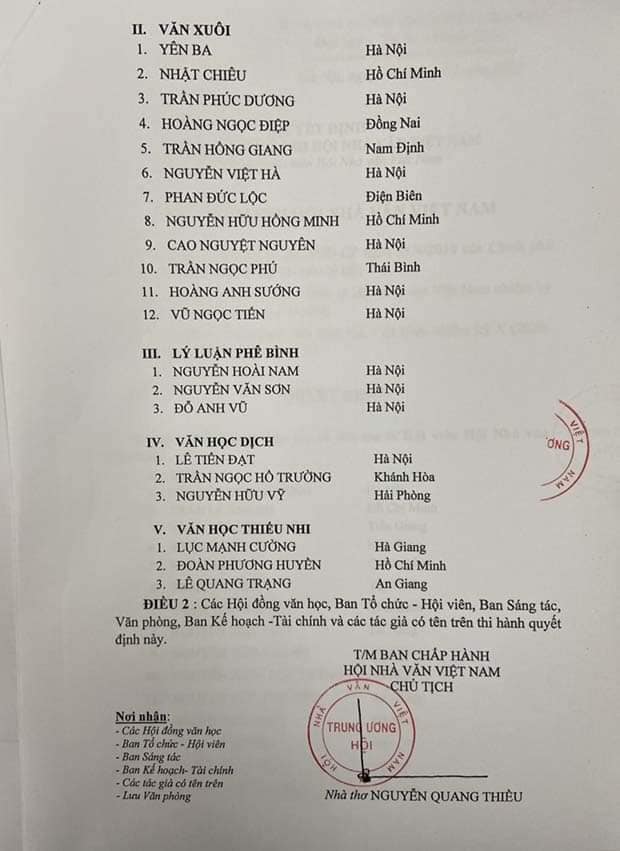 II. VĂN XUÔI
1. YÊN BA Hà Nội
2. NHẬT CHIÊU Hồ Chí Minh
3. TRẦN PHÚC DƯƠNG Hà Nội
4. HOÀNG NGỌC ĐIỆP Đồng Nai
5. TRẦN HỒNG GIANG Nam Định
6. NGUYỄN VIỆT HÀ Hà Nội
7. PHAN ĐỨC LỘC Điện Biên
8. NGUYỄN HỮU HỒNG MINH Hồ Chí Minh
9. CAO NGUYỆT NGUYÊN Hà Nội
10. TRẦN NGỌC PHÚ Thái Bình
11. HOÀNG ANH SƯỚNG Hà Nội
12. VŨ NGỌC TIẾN Hà Nội
III. LÝ LUẬN PHÊ BÌNH
1. NGUYỄN HOÀI NAM Hà Nội
2. NGUYỄN VĂN SƠN Hà Nội
3. ĐỖ ANH VŨ Hà Nội
VIỆT
ƯƠNG
NAM
IV. VĂN HỌC DỊCH
1. LÊ TIẾN ĐẠT Hà Nội
2. TRẦN NGỌC HỒ TRƯỜNG Khánh Hòa
3. NGUYỄN HỮU VỸ Hải Phòng
V. VĂN HỌC THIẾU NHI
1. LỤC MẠNH CƯỜNG Hà Giang
2. ĐOÀN PHƯƠNG HUYỀN Hồ Chí Minh
3. LÊ QUANG TRẠNG An Giang
ĐIỀU 2 : Các Hội đồng văn học, Ban Tổ chức - Hội viên, Ban Sáng tác,
Văn phòng, Ban Kế hoạch -Tài chính và các tác giả có tên trên thi hành quyết
định này.
T/M BAN CHẤP HÀNH
HỘI NHÀ VĂN VIỆT NAM
CHỦ TỊCH
HỘI NHÀ VĂN VIỆT NAM
TRUNG ƯƠNG
HỘI
Nơi nhận:
- Các Hội đồng văn học
- Ban Tổ chức - Hội viên
- Ban Sáng tác
- Ban Kế hoạch- Tài chính
- Các tác giả có tên trên
- Lưu Văn phòng
Nhà thơ NGUYỄN QUANG THIỀU